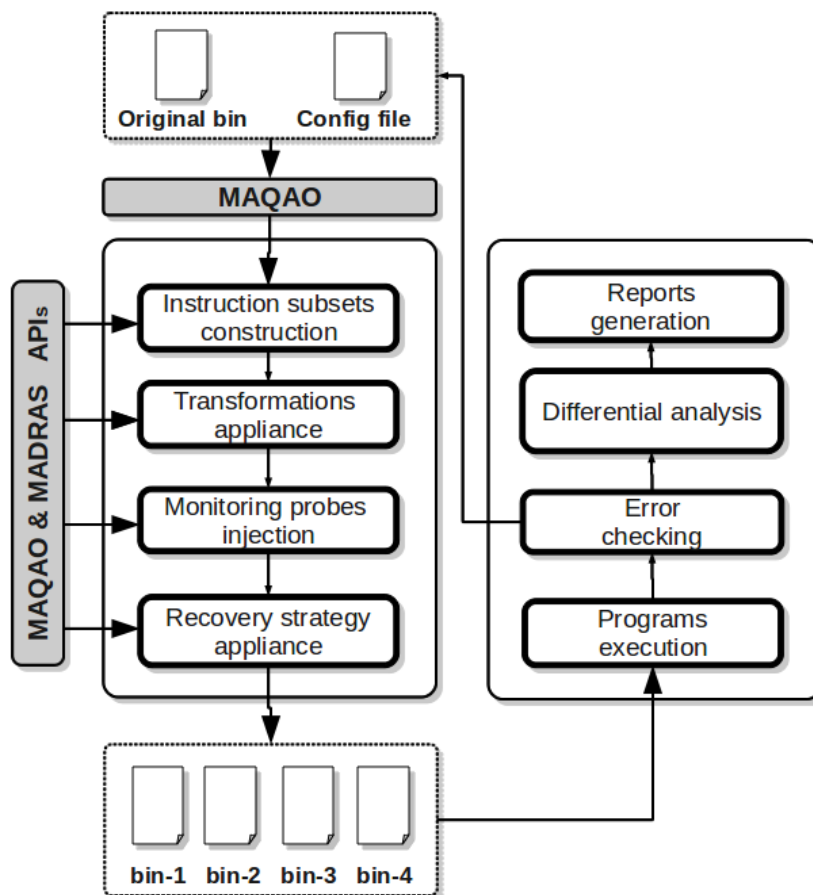 Original bin
Config file
MAQAO
MAQAO & MADRAS APIs
Instruction subsets
construction
Transformations
appliance
Monitoring probes
injection
Recovery strategy
appliance
bin-1
bin-2
bin-3
bin-4
Reports
generation
Differential analysis
Error
checking
Programs
execution